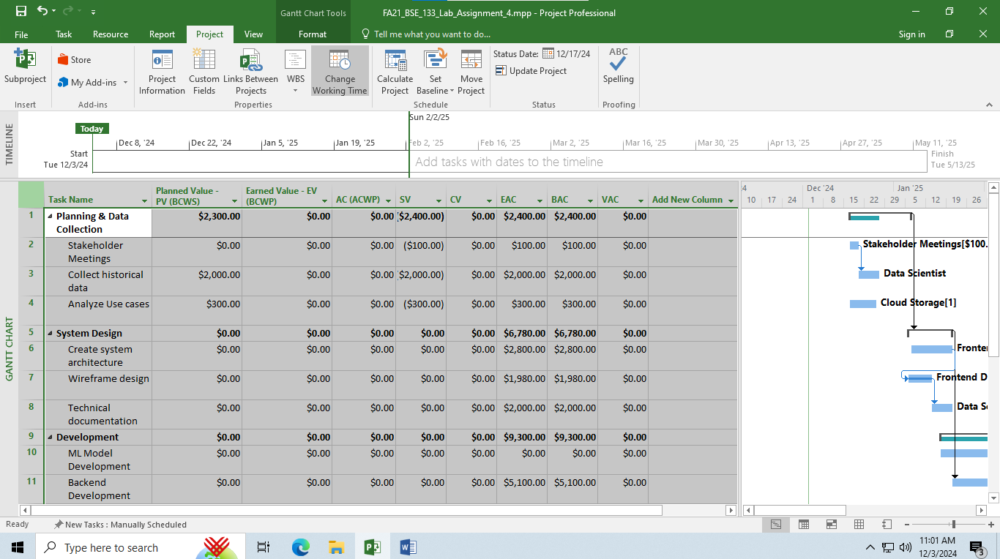 Gantt Chart Tools
FA21_BSE_133_Lab_Assignment_4.mpp - Project Professional
File Task Resource Report Project View Format Tell me what you want to do... Sign in
Subproject
Insert
Store
My Add-ins
Add-ins
Project Information
Custom Fields
Links Between Projects
WBS
Change Working Time
Properties
Calculate Project
Set Baseline
Move Project
Schedule
Status Date: 12/17/24
Update Project
Status
ABC
Spelling
Proofing
TIMELINE
Sun 2/2/25
Today
Dec 8, '24 Dec 22, '24 Jan 5, '25 Jan 19, '25 Feb 2, '25 Feb 16, '25 Mar 2, '25 Mar 16, '25 Mar 30, '25 Apr 13, '25 Apr 27, '25 May 11, '25
Start
Tue 12/3/24
Add tasks with dates to the timeline
Finish
Tue 5/13/25
GANTT CHART
Task Name Planned Value - PV (BCWS) Earned Value - EV (BCWP) AC (ACWP) SV CV EAC BAC VAC Add New Column
1 Planning & Data Collection $2,300.00 $0.00 $0.00 ($2,400.00) $0.00 $2,400.00 $2,400.00 $0.00
2 Stakeholder Meetings $0.00 $0.00 $0.00 ($100.00) $0.00 $100.00 $100.00 $0.00
3 Collect historical data $2,000.00 $0.00 $0.00 $2,000.00) $0.00 $2,000.00 $2,000.00 $0.00
4 Analyze Use cases $300.00 $0.00 $0.00 ($300.00) $0.00 $300.00 $300.00 $0.00
5 System Design $0.00 $0.00 $0.00 $0.00 $0.00 $6,780.00 $6,780.00 $0.00
6 Create system architecture $0.00 $0.00 $0.00 $0.00 $0.00 $2,800.00 $2,800.00 $0.00
7 Wireframe design $0.00 $0.00 $0.00 $0.00 $0.00 $1,980.00 $1,980.00 $0.00
8 Technical documentation $0.00 $0.00 $0.00 $0.00 $0.00 $2,000.00 $2,000.00 $0.00
9 Development $0.00 $0.00 $0.00 $0.00 $0.00 $9,300.00 $9,300.00 $0.00
10 ML Model Development $0.00 $0.00 $0.00 $0.00 $0.00 $0.00 $0.00 $0.00
11 Backend Development $0.00 $0.00 $0.00 $0.00 $0.00 $5,100.00 $5,100.00 $0.00
4 Dec '24 Jan '25
10 17 24 1 8 15 22 29 5 12 19 26
Stakeholder Meetings[$100.
Data Scientist
Cloud Storage[1]
Fronte
Frontend D
Data S
Ready New Tasks : Manually Scheduled
Type here to search
11:01 AM
12/3/2024
3